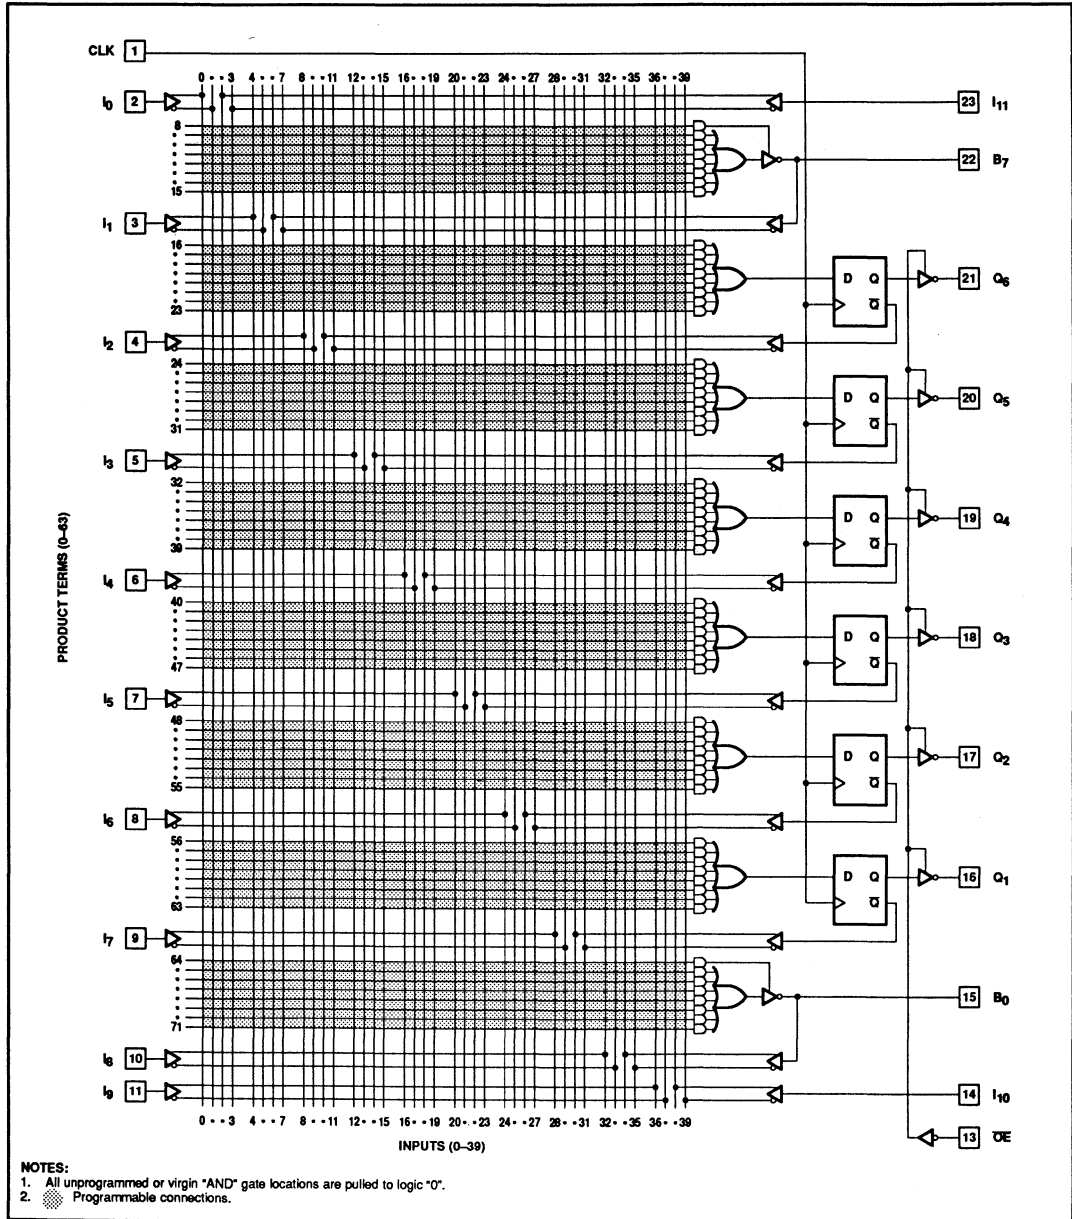 CLK 1
0 • • 3 4 • • 7 8 • • 11 12 • • 15 16 • • 19 20 • • 23 24 • • 27 28 • • 31 32 • • 35 36 • • 39
I0 2 23 I11
8
22 B7
15
I1 3
16
D Q 21 Q6
Q̅
23
I2 4
24
D Q 20 Q5
Q̅
31
I3 5
32
D Q 19 Q4
Q̅
39
I4 6
40
D Q 18 Q3
Q̅
47
I5 7
48
D Q 17 Q2
Q̅
55
I6 8
56
D Q 16 Q1
Q̅
63
I7 9
64
15 B0
71
I8 10
I9 11 14 I10
0 • • 3 4 • • 7 8 • • 11 12 • • 15 16 • • 19 20 • • 23 24 • • 27 28 • • 31 32 • • 35 36 • • 39
13 O̅E̅
INPUTS (0–39)
PRODUCT TERMS (0–63)
NOTES:
1. All unprogrammed or virgin "AND" gate locations are pulled to logic "0".
2. Programmable connections.